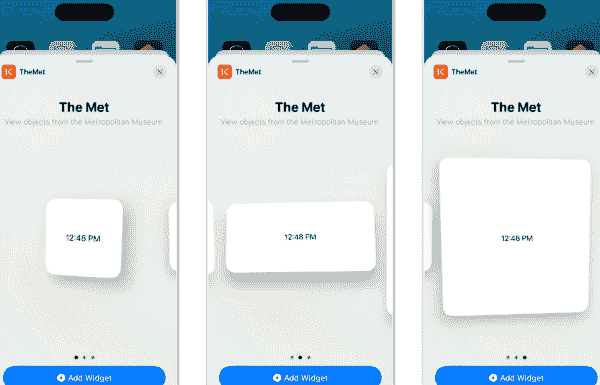 TheMet
The Met
View objects from the Metropolitan Museum
12:48 PM
Add Widget
TheMet
The Met
View objects from the Metropolitan Museum
12:48 PM
Add Widget
TheMet
The Met
View objects from the Metropolitan Museum
12:48 PM
Add Widget